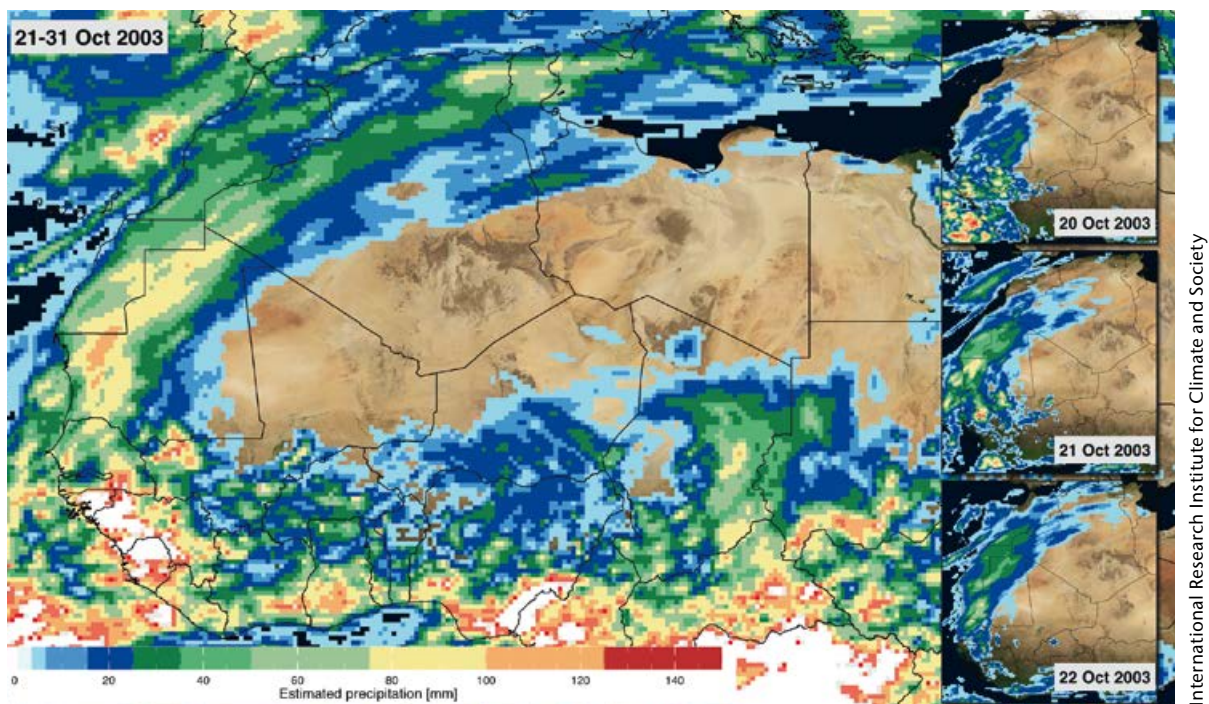 21-31 Oct 2003
20 Oct 2003
21 Oct 2003
22 Oct 2003
0 20 40 60 80 100 120 140
Estimated precipitation [mm]
International Research Institute for Climate and Society